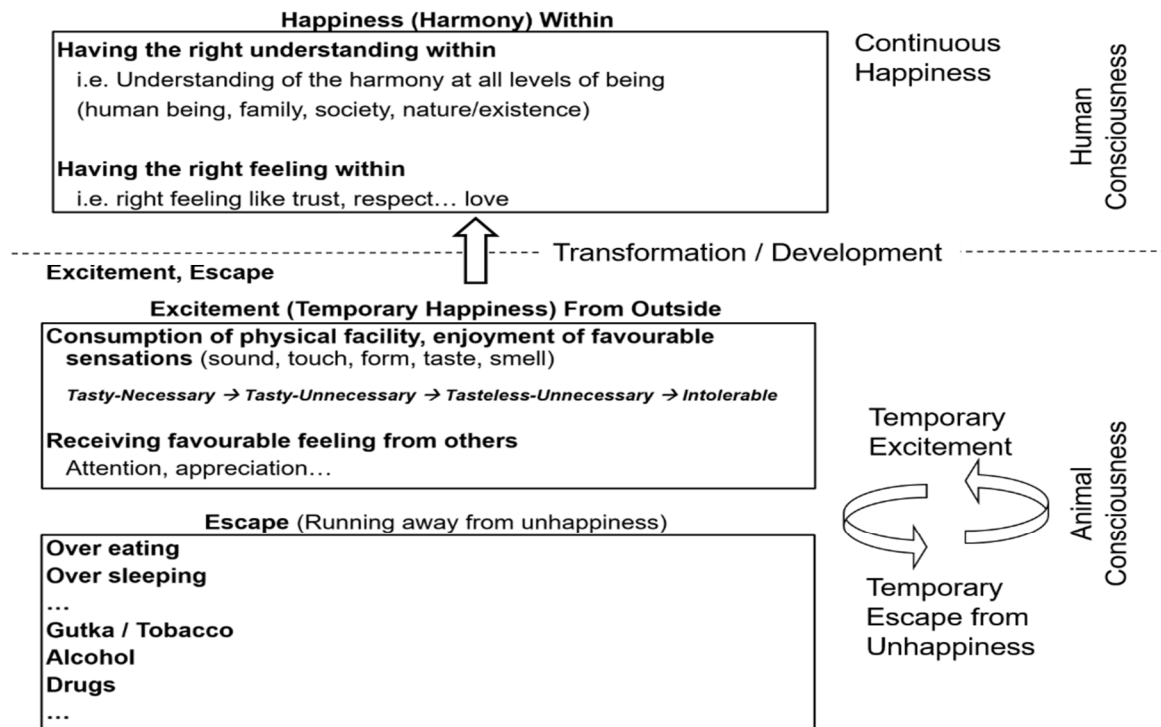 Happiness (Harmony) Within
Having the right understanding within
i.e. Understanding of the harmony at all levels of being
(human being, family, society, nature/existence)
Having the right feeling within
i.e. right feeling like trust, respect… love
Continuous
Happiness
Human
Consciousness
Transformation / Development
Excitement, Escape
Excitement (Temporary Happiness) From Outside
Consumption of physical facility, enjoyment of favourable
sensations (sound, touch, form, taste, smell)
Tasty-Necessary → Tasty-Unnecessary → Tasteless-Unnecessary → Intolerable
Receiving favourable feeling from others
Attention, appreciation…
Temporary
Excitement
Animal
Consciousness
Escape (Running away from unhappiness)
Over eating
Over sleeping
…
Gutka / Tobacco
Alcohol
Drugs
…
Temporary
Escape from
Unhappiness